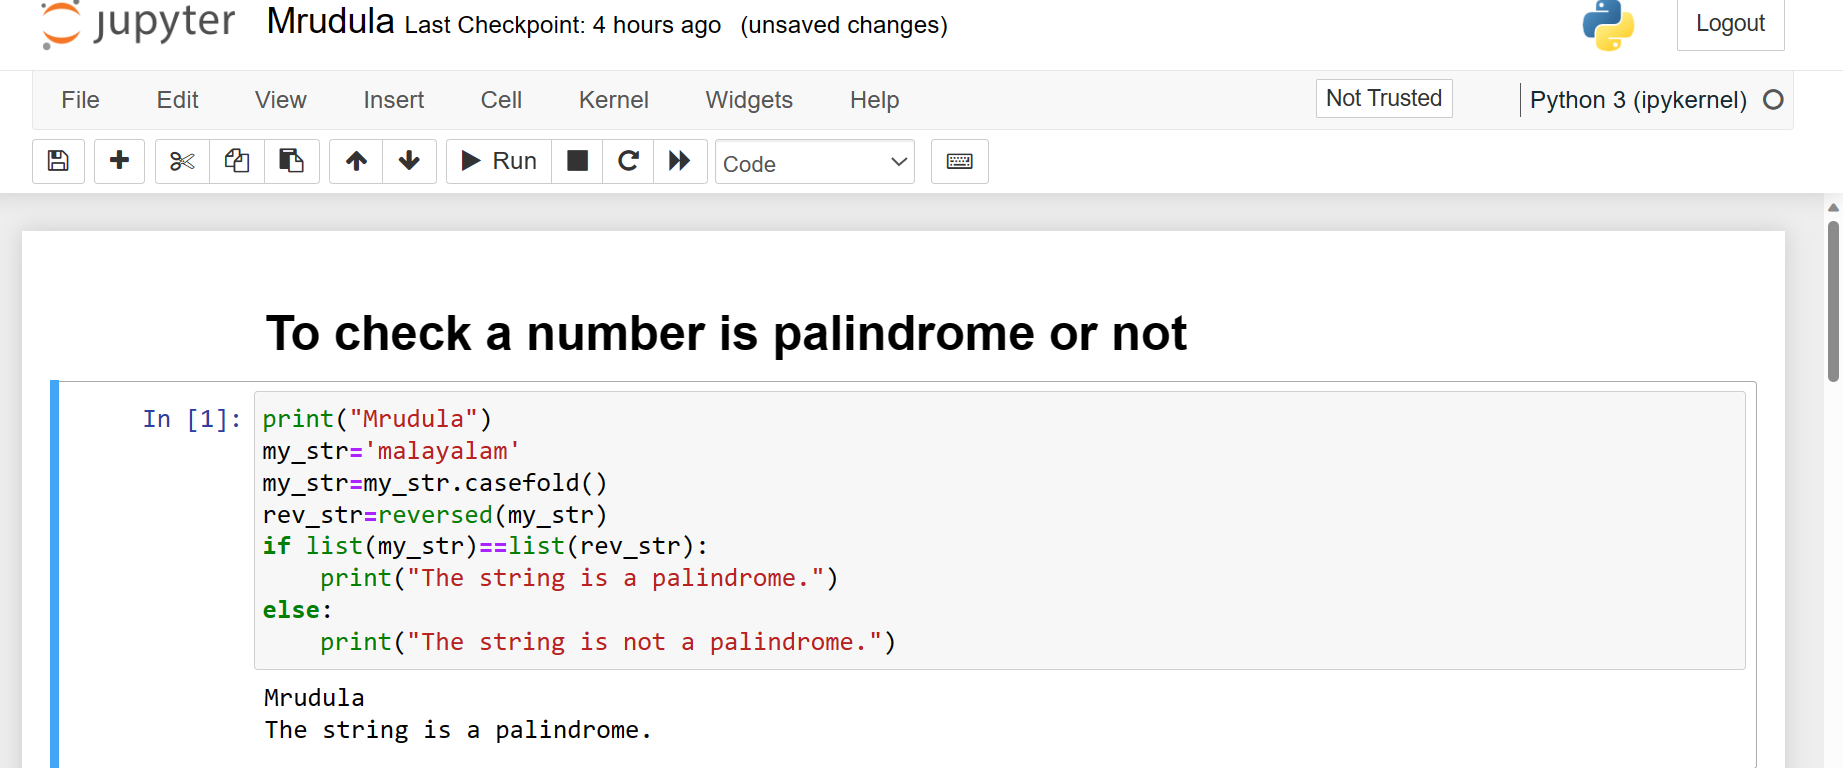 jupyter Mrudula Last Checkpoint: 4 hours ago (unsaved changes) Logout
File Edit View Insert Cell Kernel Widgets Help Not Trusted Python 3 (ipykernel)
Run Code
To check a number is palindrome or not
In [1]: print("Mrudula")
my_str='malayalam'
my_str=my_str.casefold()
rev_str=reversed(my_str)
if list(my_str)==list(rev_str):
    print("The string is a palindrome.")
else:
    print("The string is not a palindrome.")
Mrudula
The string is a palindrome.